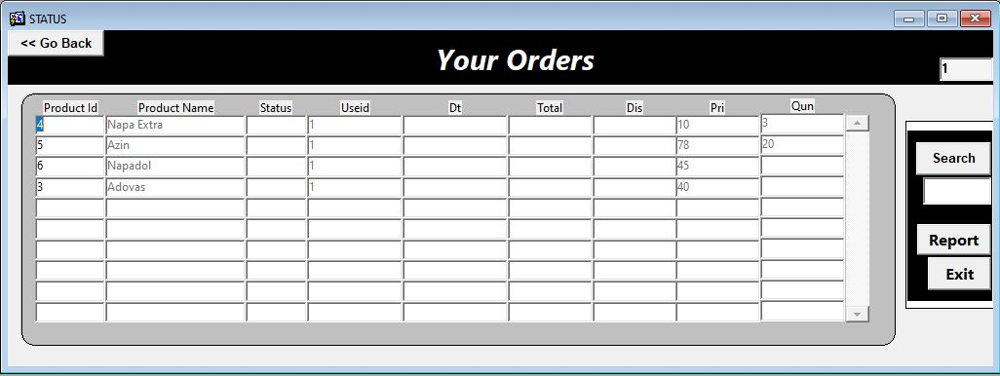 STATUS
<< Go Back
Your Orders
1
Product Id Product Name Status Useid Dt Total Dis Pri Qun
4 Napa Extra 1 10 3
5 Azin 1 78 20
6 Napadol 1 45
3 Adovas 1 40
Search
Report
Exit